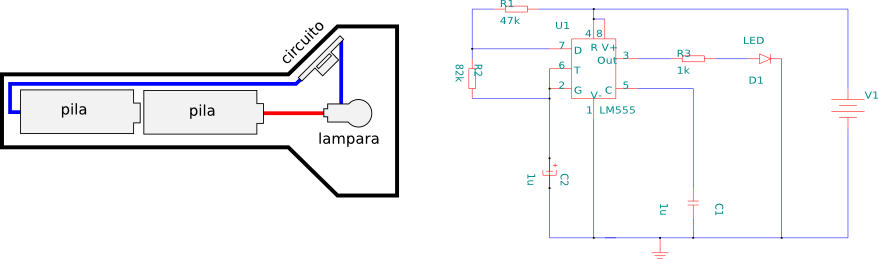 circuito
pila
pila
lampara
R1
47k
U1
4 8
R V+
7
D
3
Out
6
T
2
G
5
C
V-
1
LM555
R2
82k
R3
1k
LED
D1
V1
+
C2
1u
C1
1u